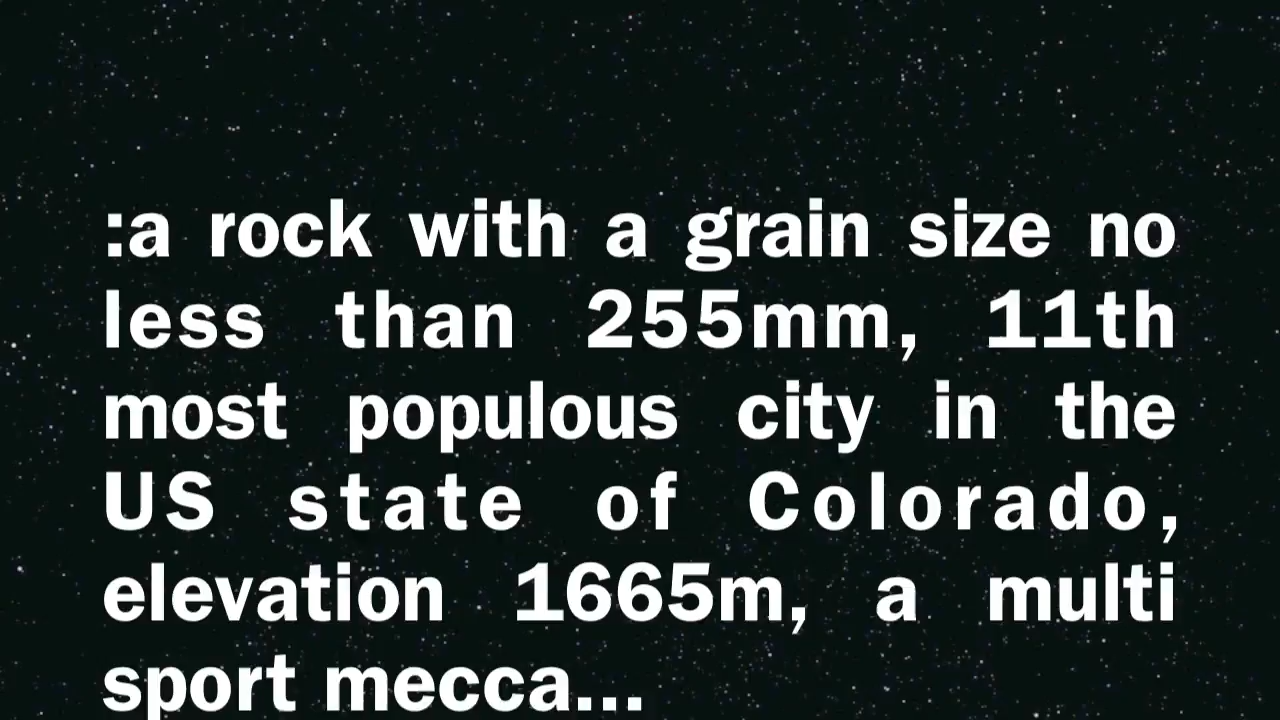 :a rock with a grain size no
less than 255mm, 11th
most populous city in the
US state of Colorado,
elevation 1665m, a multi
sport mecca...